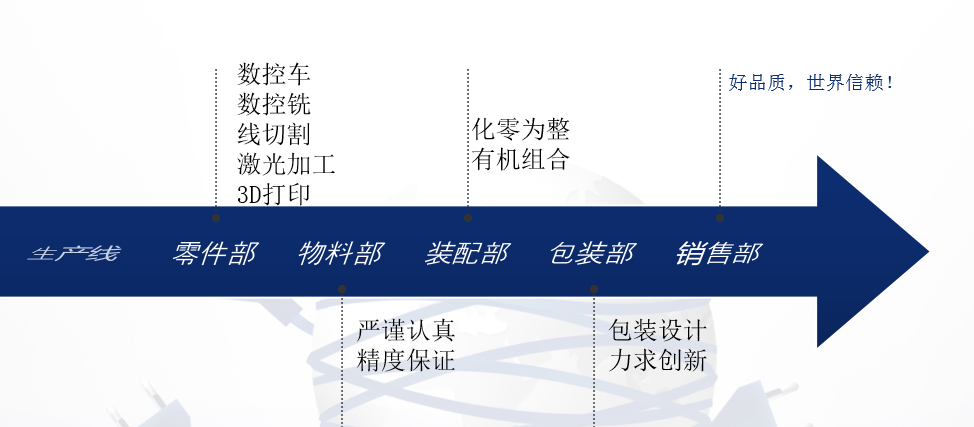 数控车
数控铣
线切割
激光加工
3D打印
化零为整
有机组合
好品质，世界信赖！
生产线
零件部
物料部
装配部
包装部
销售部
严谨认真
精度保证
包装设计
力求创新